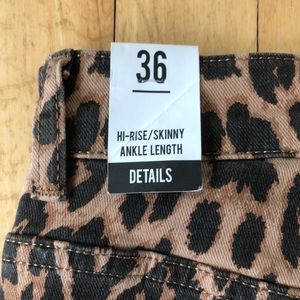 36
HI-RISE/SKINNY
ANKLE LENGTH
DETAILS